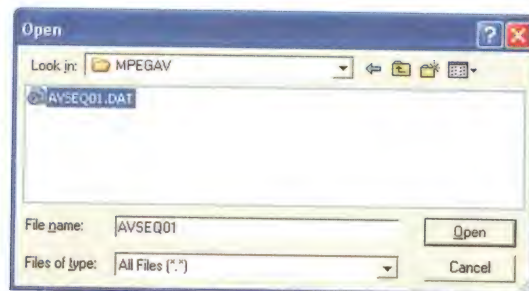 Open
Look in: MPEGAV
AVSEQ01.DAT
File name: AVSEQ01 Open
Files of type: All Files (*.*) Cancel